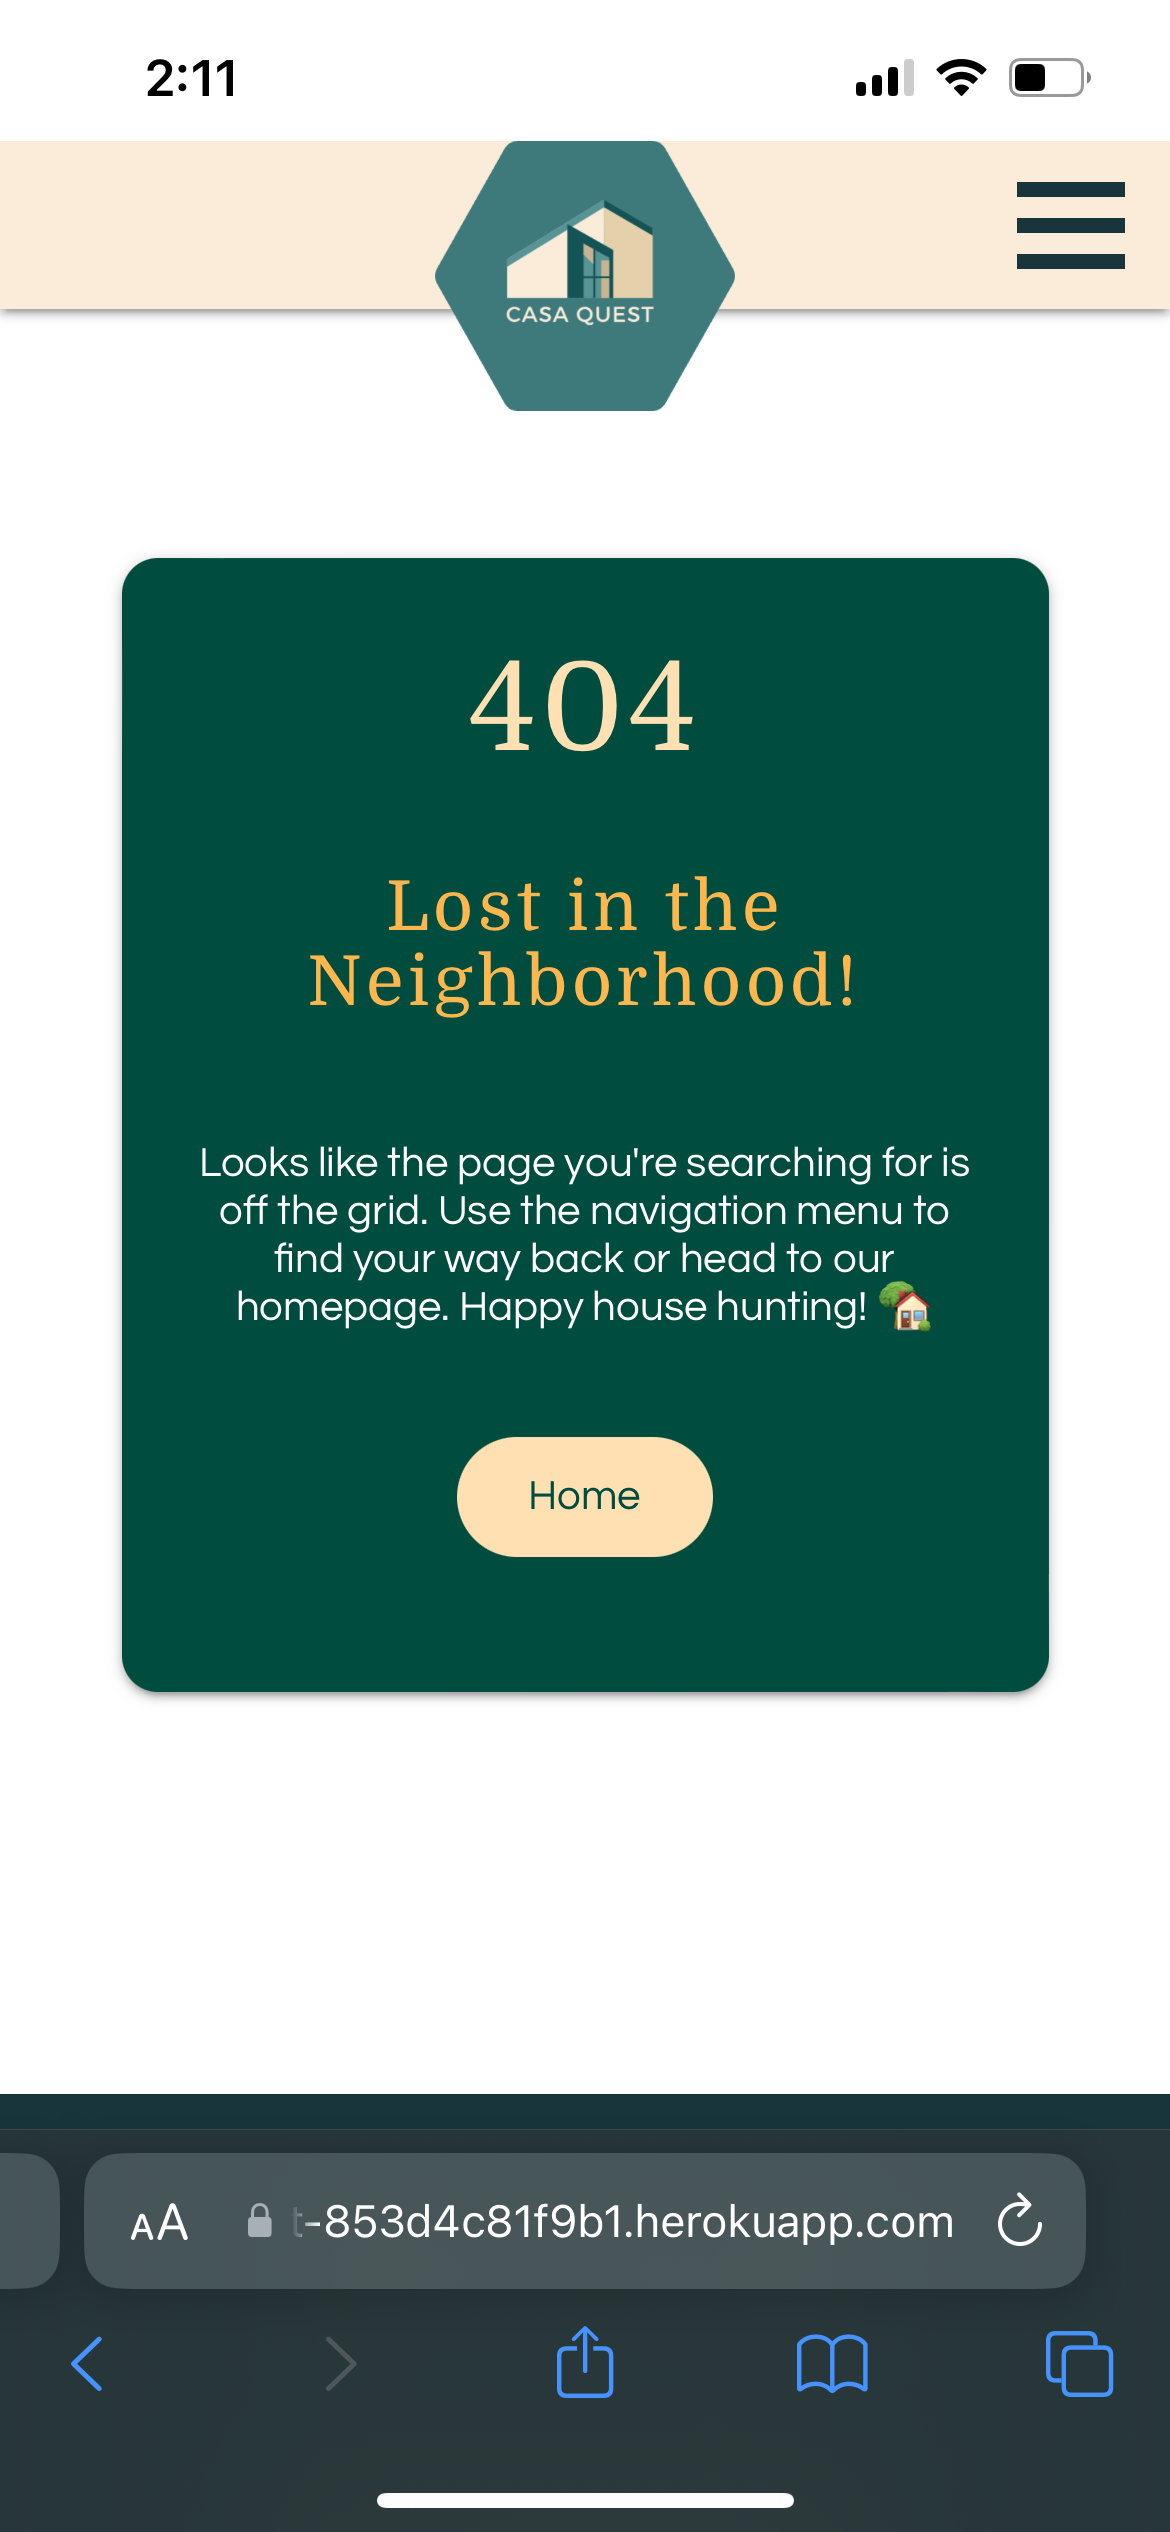 2:11
CASA QUEST
404
Lost in the
Neighborhood!
Looks like the page you're searching for is
off the grid. Use the navigation menu to
find your way back or head to our
homepage. Happy house hunting! 🏡
Home
AA t-853d4c81f9b1.herokuapp.com